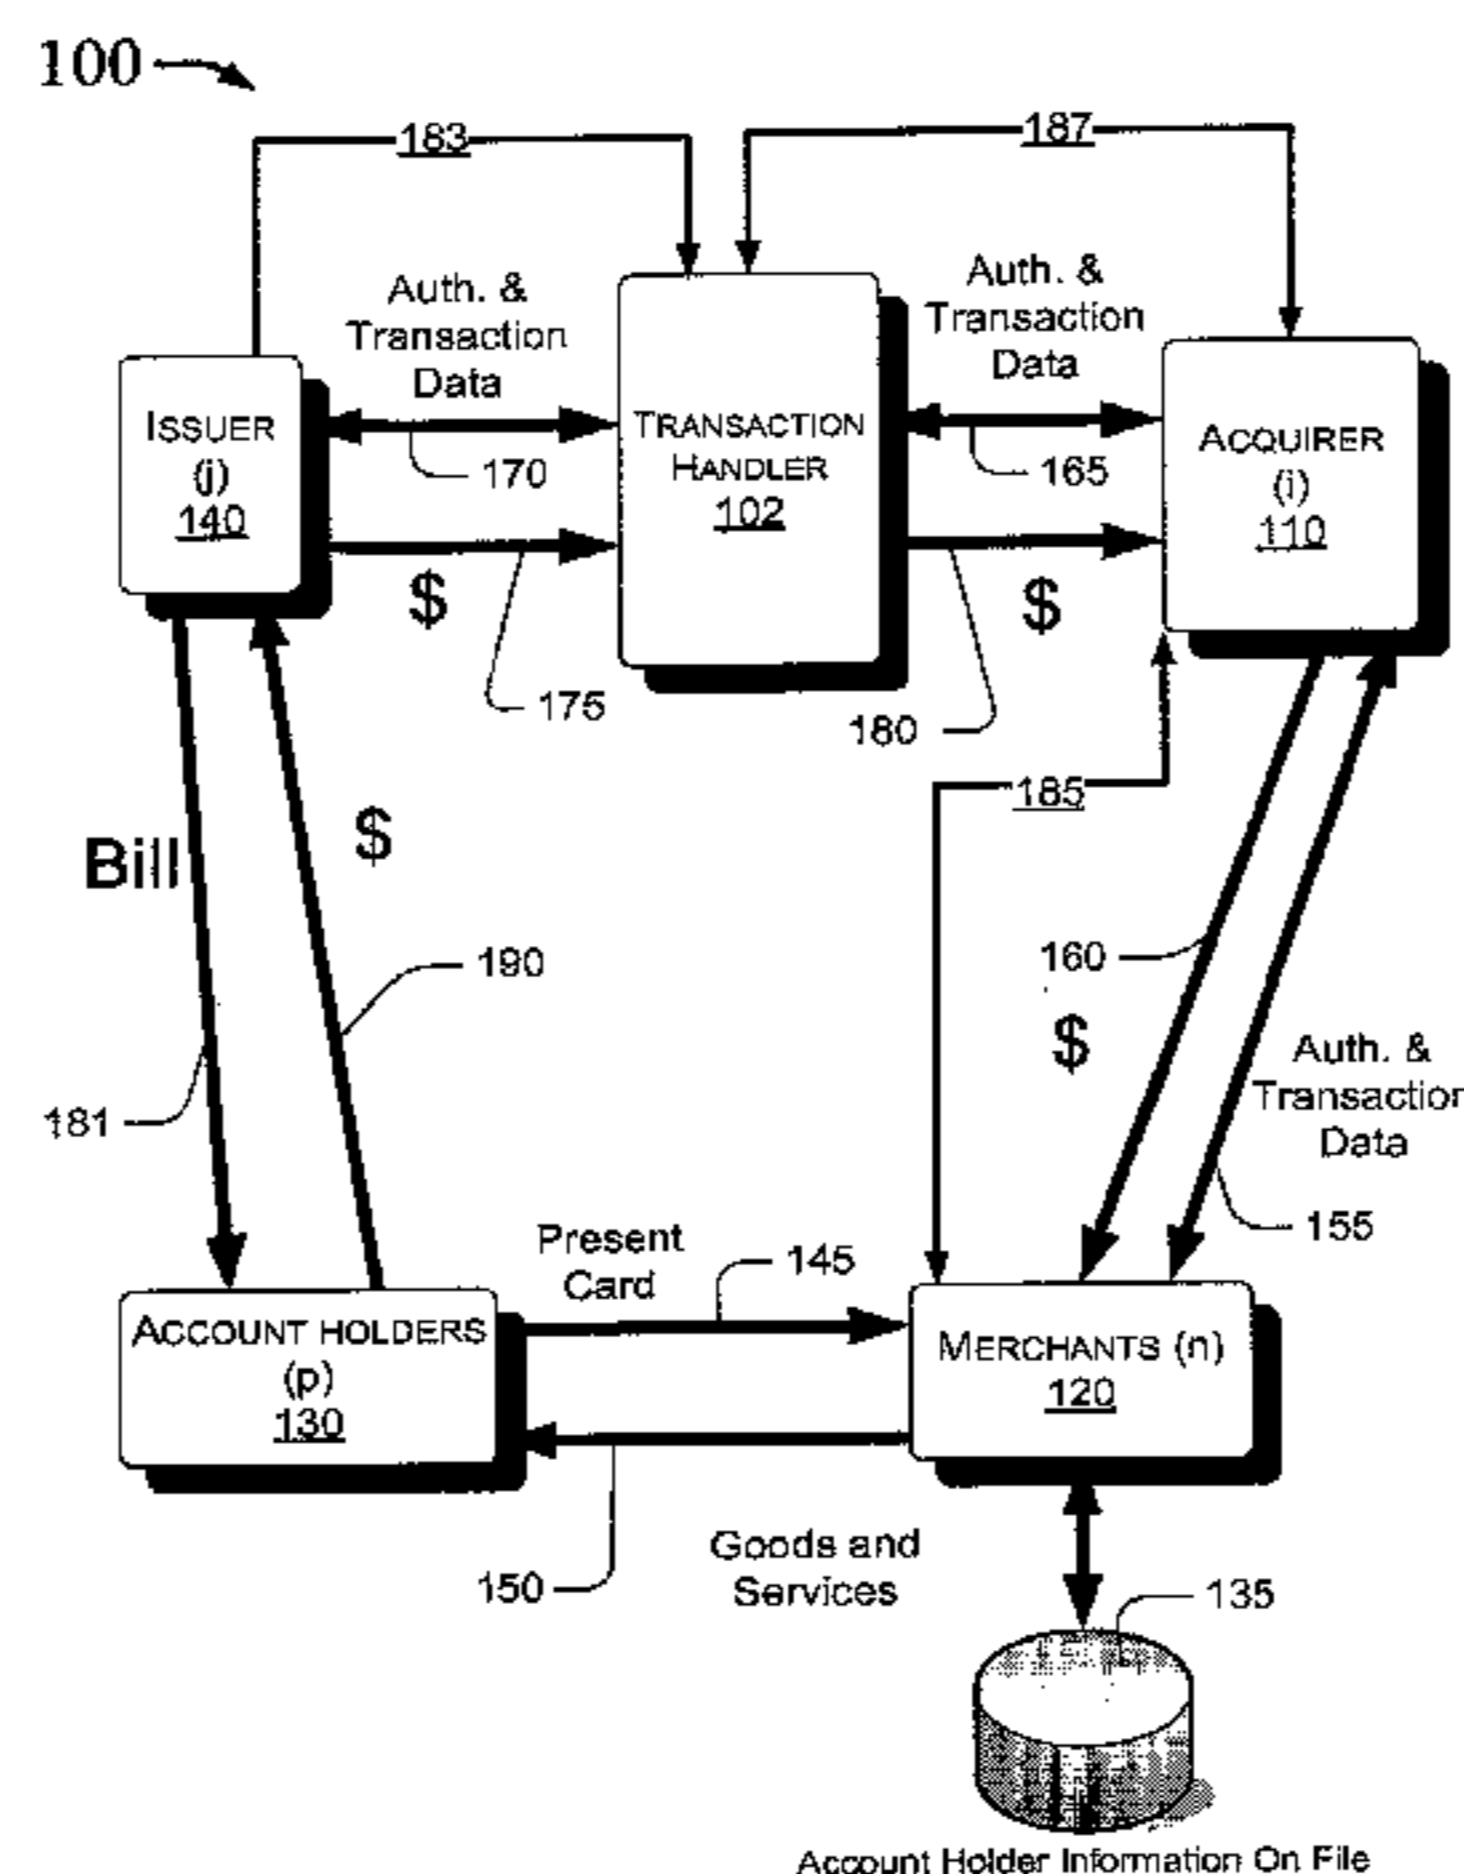 100
183
187
Auth. &
Transaction
Data
Auth. &
Transaction
Data
ISSUER
(j)
140
TRANSACTION
HANDLER
102
ACQUIRER
(i)
110
170
165
$
$
175
180
185
Bill
$
190
160
$
181
Auth. &
Transaction
Data
155
Present
Card
145
ACCOUNT HOLDERS
(p)
130
MERCHANTS (n)
120
150
Goods and
Services
135
Account Holder Information On File